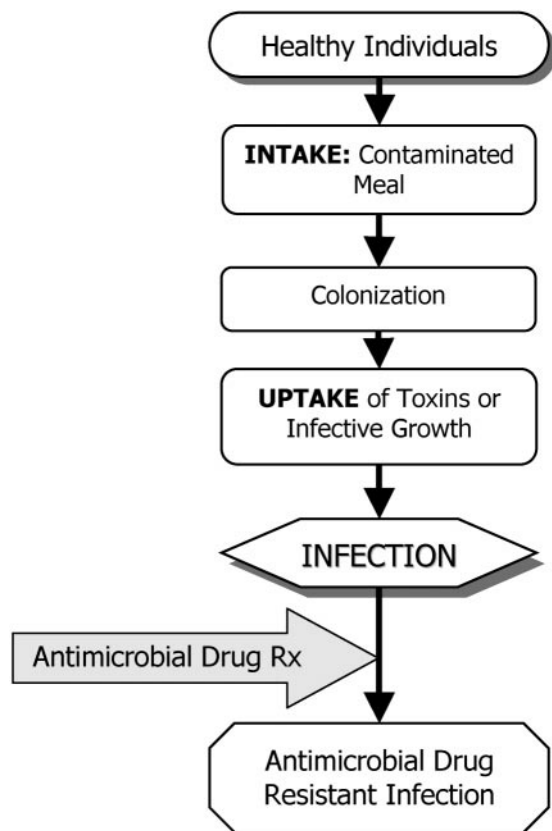 Healthy Individuals
INTAKE: Contaminated
Meal
Colonization
UPTAKE of Toxins or
Infective Growth
INFECTION
Antimicrobial Drug Rx
Antimicrobial Drug
Resistant Infection